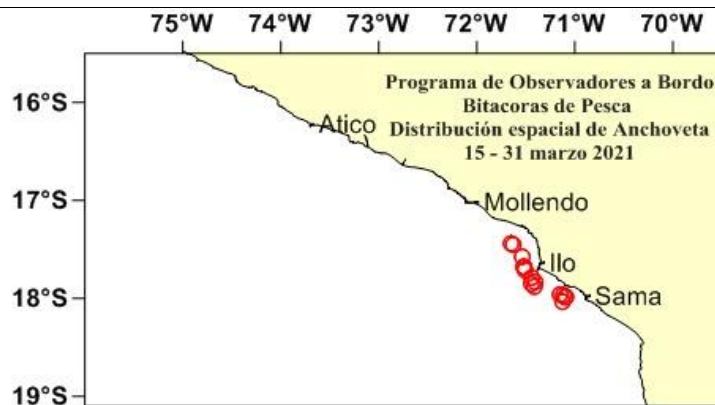 75°W 74°W 73°W 72°W 71°W 70°W
Programa de Observadores a Bordo
16°S
Bitacoras de Pesca
Atico
Distribución espacial de Anchoveta
15 - 31 marzo 2021
17°S
Mollendo
Ilo
18°S
Sama
19°S